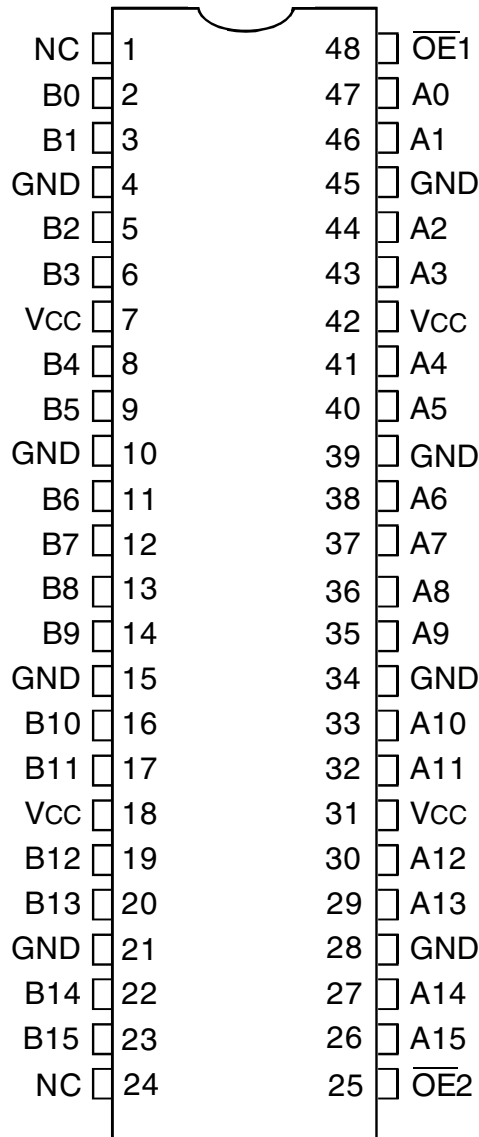 NC 1 48 O̅E̅1
B0 2 47 A0
B1 3 46 A1
GND 4 45 GND
B2 5 44 A2
B3 6 43 A3
VCC 7 42 VCC
B4 8 41 A4
B5 9 40 A5
GND 10 39 GND
B6 11 38 A6
B7 12 37 A7
B8 13 36 A8
B9 14 35 A9
GND 15 34 GND
B10 16 33 A10
B11 17 32 A11
VCC 18 31 VCC
B12 19 30 A12
B13 20 29 A13
GND 21 28 GND
B14 22 27 A14
B15 23 26 A15
NC 24 25 O̅E̅2